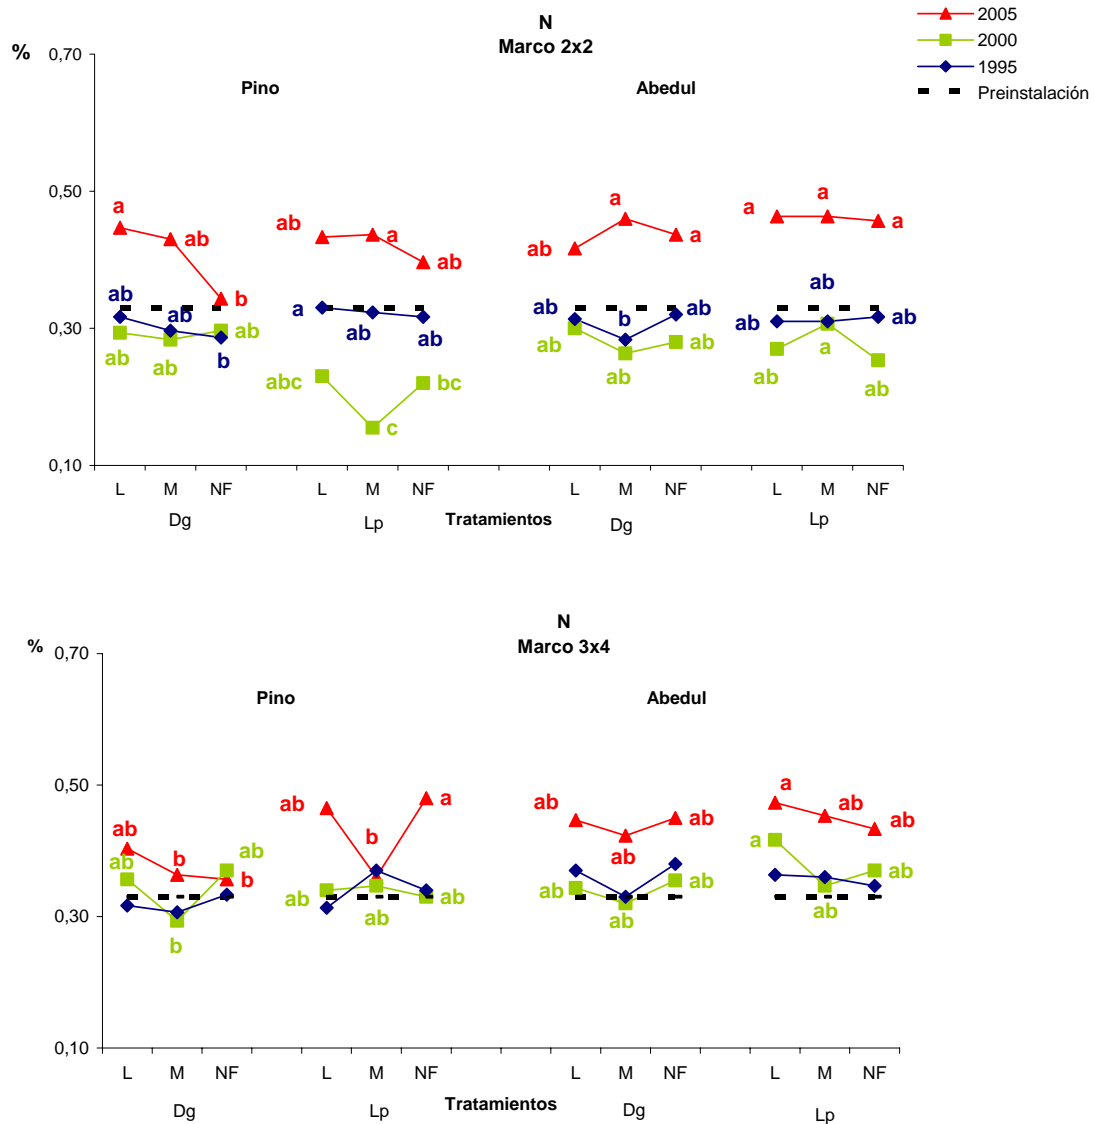 N
Marco 2x2
2005
2000
1995
Preinstalación
%
0,70
Pino
Abedul
0,50
a
ab
b
ab
a
ab
ab
a
a
a
a
a
0,30
ab
ab
b
a
ab
ab
ab
b
ab
ab
ab
ab
ab
ab
ab
abc
c
bc
ab
ab
ab
ab
a
ab
0,10
L M NF L M NF L M NF L M NF
Dg Lp Tratamientos Dg Lp
N
Marco 3x4
%
0,70
Pino
Abedul
0,50
ab
b
b
ab
b
a
ab
ab
ab
a
ab
ab
0,30
ab
b
ab
ab
ab
ab
ab
ab
ab
a
ab
ab
0,10
L M NF L M NF L M NF L M NF
Dg Lp Tratamientos Dg Lp